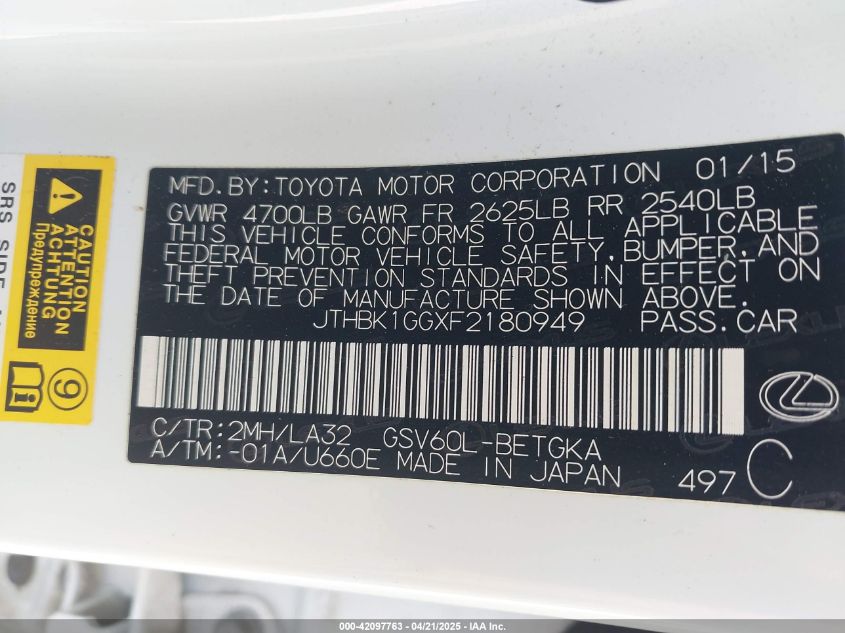 MFD.BY:TOYOTA MOTOR CORPORATION 01/15
GVWR 4700LB GAWR FR 2625LB RR 2540LB
THIS VEHICLE CONFORMS TO ALL APPLICABLE
FEDERAL MOTOR VEHICLE SAFETY,BUMPER,AND
THEFT PREVENTION STANDARDS IN EFFECT ON
THE DATE OF MANUFACTURE SHOWN ABOVE.
JTHBK1GGXF2180949 PASS.CAR
C/TR:2MH/LA32 GSV60L-BETGKA
A/TM:-01A/U660E MADE IN JAPAN
497 C
CAUTION
ATTENTION
ACHTUNG
Предупреждение
9
SRS SIDE
000-42097763 - 04/21/2025 - IAA Inc.